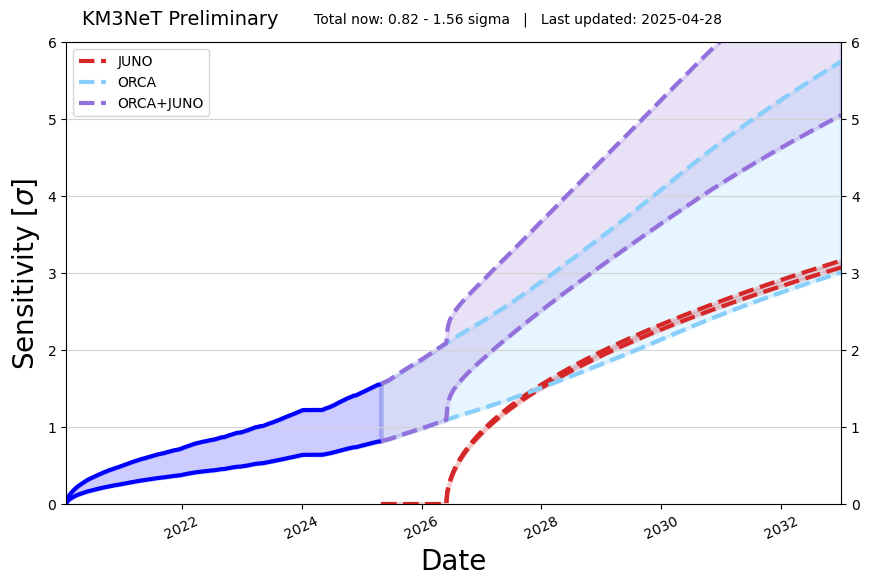 KM3NeT Preliminary
Total now: 0.82 - 1.56 sigma | Last updated: 2025-04-28
JUNO
ORCA
ORCA+JUNO
Sensitivity [σ]
6
5
4
3
2
1
0
6
5
4
3
2
1
0
2022
2024
2026
2028
2030
2032
Date